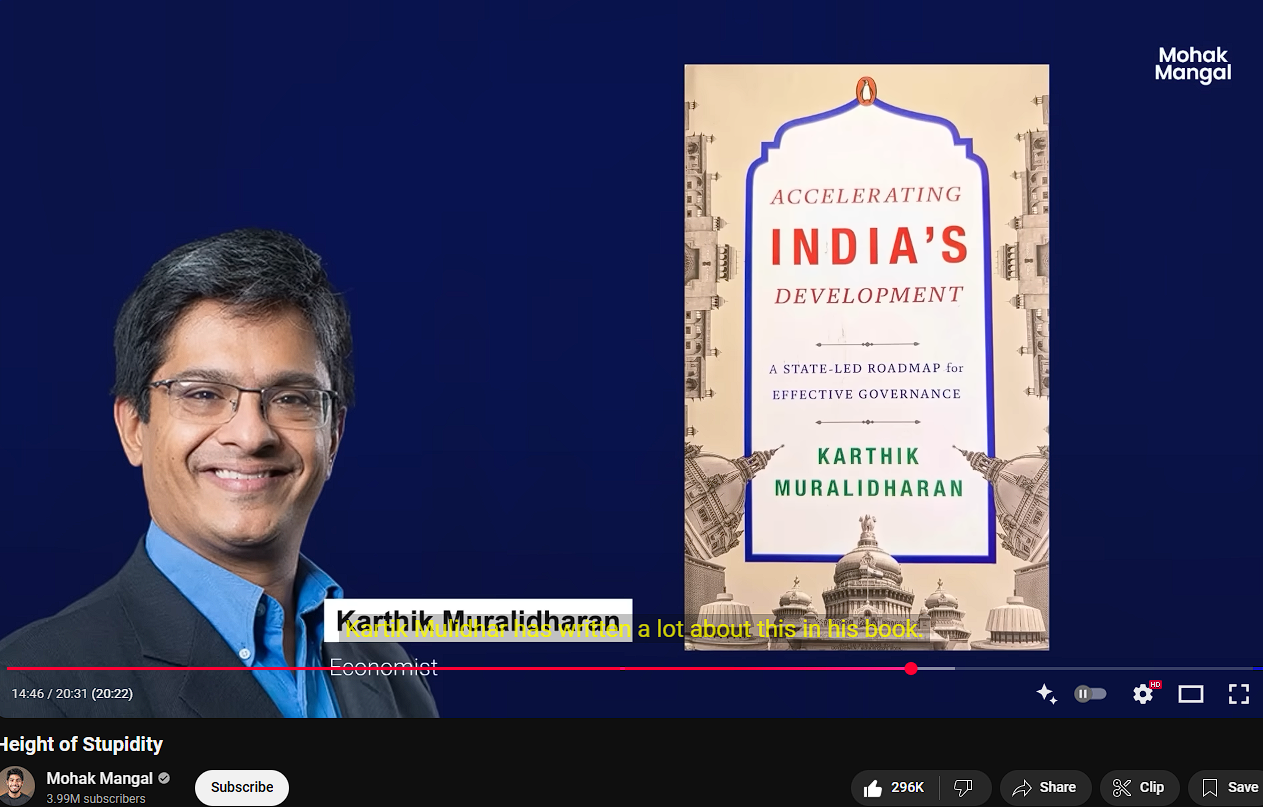 Mohak
Mangal
ACCELERATING
INDIA'S
DEVELOPMENT
A STATE-LED ROADMAP for
EFFECTIVE GOVERNANCE
KARTHIK
MURALIDHARAN
Karthik Muralidharan
Kartik Mulidhar has written a lot about this in his book.
Economist
14:46 / 20:31 (20:22)
HD
Height of Stupidity
Mohak Mangal
3.99M subscribers
Subscribe
296K
Share
Clip
Save